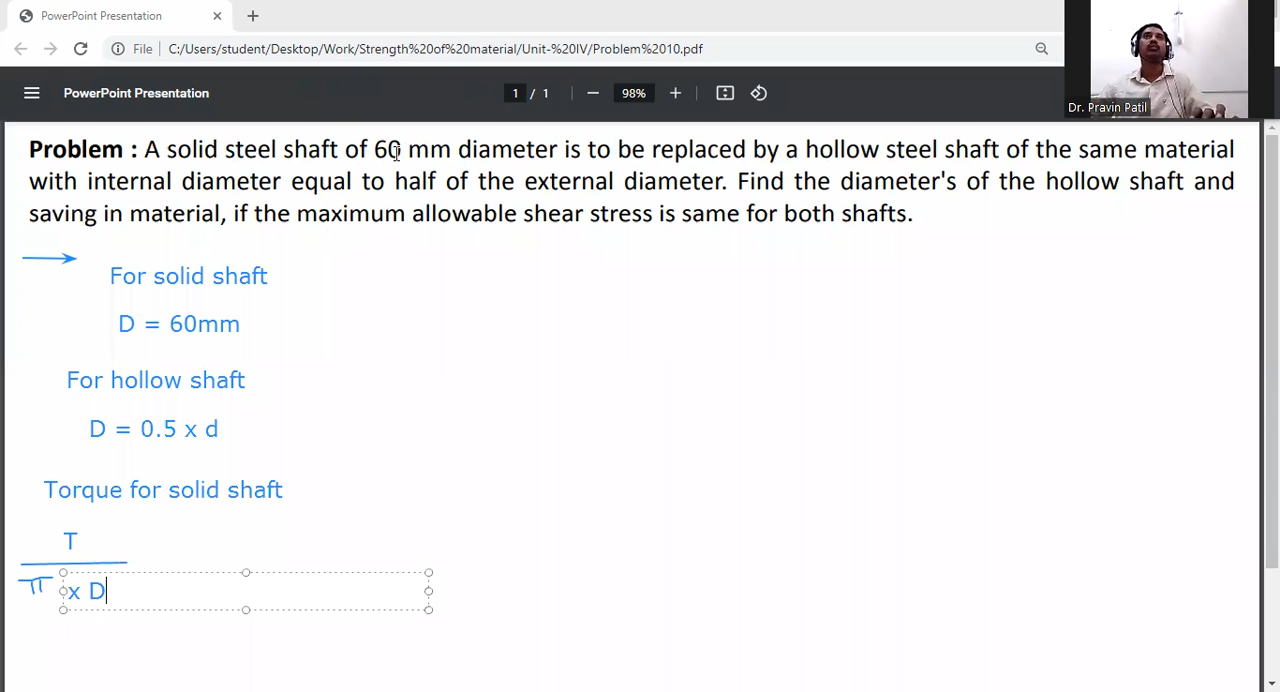 PowerPoint Presentation
File
C:/Users/student/Desktop/Work/Strength%20of%20material/Unit-%20IV/Problem%2010.pdf
PowerPoint Presentation
1 / 1
98%
Dr. Pravin Patil
Problem : A solid steel shaft of 60 mm diameter is to be replaced by a hollow steel shaft of the same material
with internal diameter equal to half of the external diameter. Find the diameter's of the hollow shaft and
saving in material, if the maximum allowable shear stress is same for both shafts.
For solid shaft
D = 60mm
For hollow shaft
D = 0.5 x d
Torque for solid shaft
T
π x D